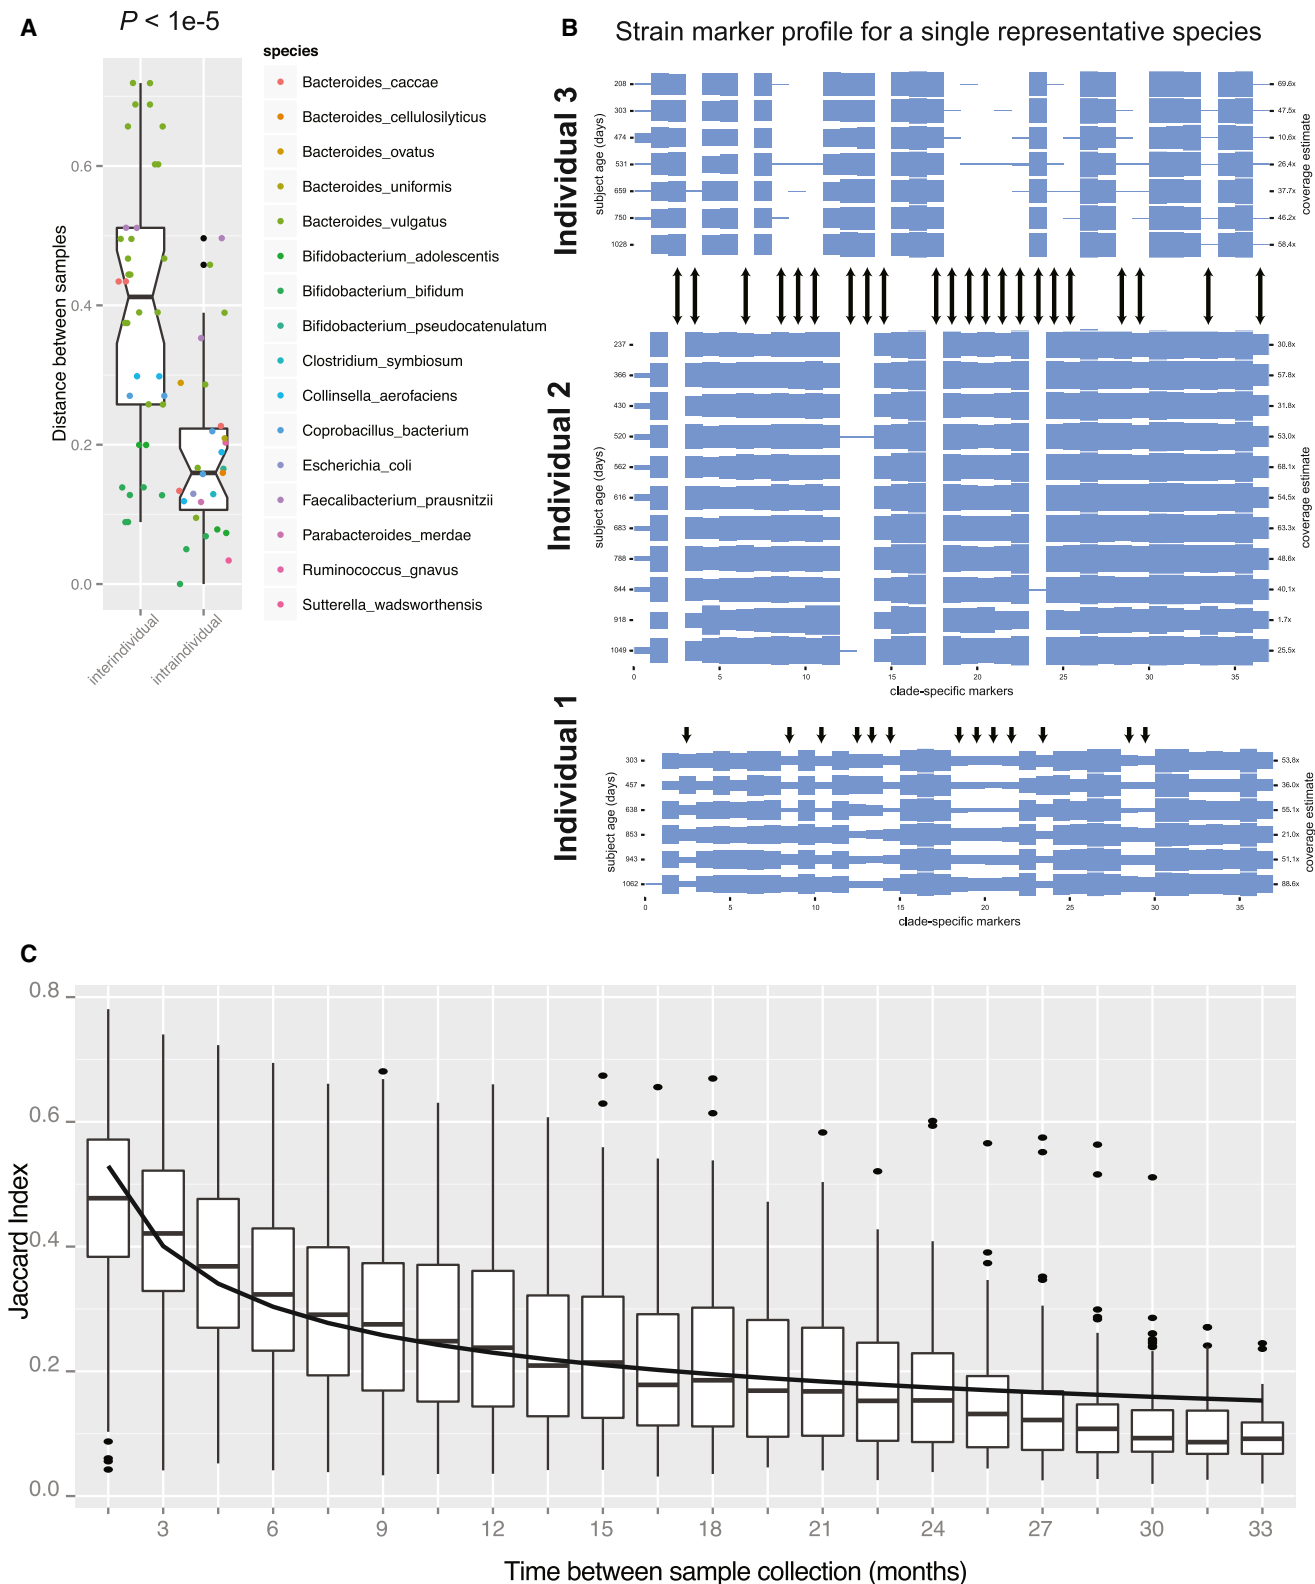 A
P < 1e-5
Distance between samples
0.6
0.4
0.2
0.0
interindividual
intraindividual
species
Bacteroides_caccae
Bacteroides_cellulosilyticus
Bacteroides_ovatus
Bacteroides_uniformis
Bacteroides_vulgatus
Bifidobacterium_adolescentis
Bifidobacterium_bifidum
Bifidobacterium_pseudocatenulatum
Clostridium_symbiosum
Collinsella_aerofaciens
Coprobacillus_bacterium
Escherichia_coli
Faecalibacterium_prausnitzii
Parabacteroides_merdae
Ruminococcus_gnavus
Sutterella_wadsworthensis
B
Strain marker profile for a single representative species
Individual 3
subject age (days)
208
303
474
531
659
750
1028
69.6x
47.5x
10.6x
26.4x
37.7x
46.2x
58.4x
coverage estimate
Individual 2
subject age (days)
237
366
430
520
562
616
683
788
844
918
1049
30.8x
57.8x
31.8x
53.0x
68.1x
54.5x
63.3x
48.6x
40.1x
1.7x
25.5x
coverage estimate
0 5 10 15 20 25 30 35
clade-specific markers
Individual 1
subject age (days)
303
457
638
853
943
1062
53.8x
36.0x
55.1x
21.0x
51.1x
88.6x
coverage estimate
0 5 10 15 20 25 30 35
clade-specific markers
C
Jaccard Index
0.8
0.6
0.4
0.2
0.0
3 6 9 12 15 18 21 24 27 30 33
Time between sample collection (months)